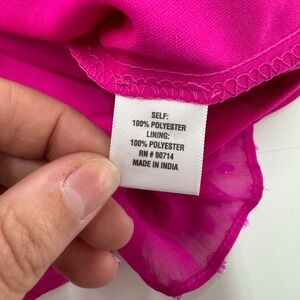 SELF:
100% POLYESTER
LINING:
100% POLYESTER
RN # 90714
MADE IN INDIA